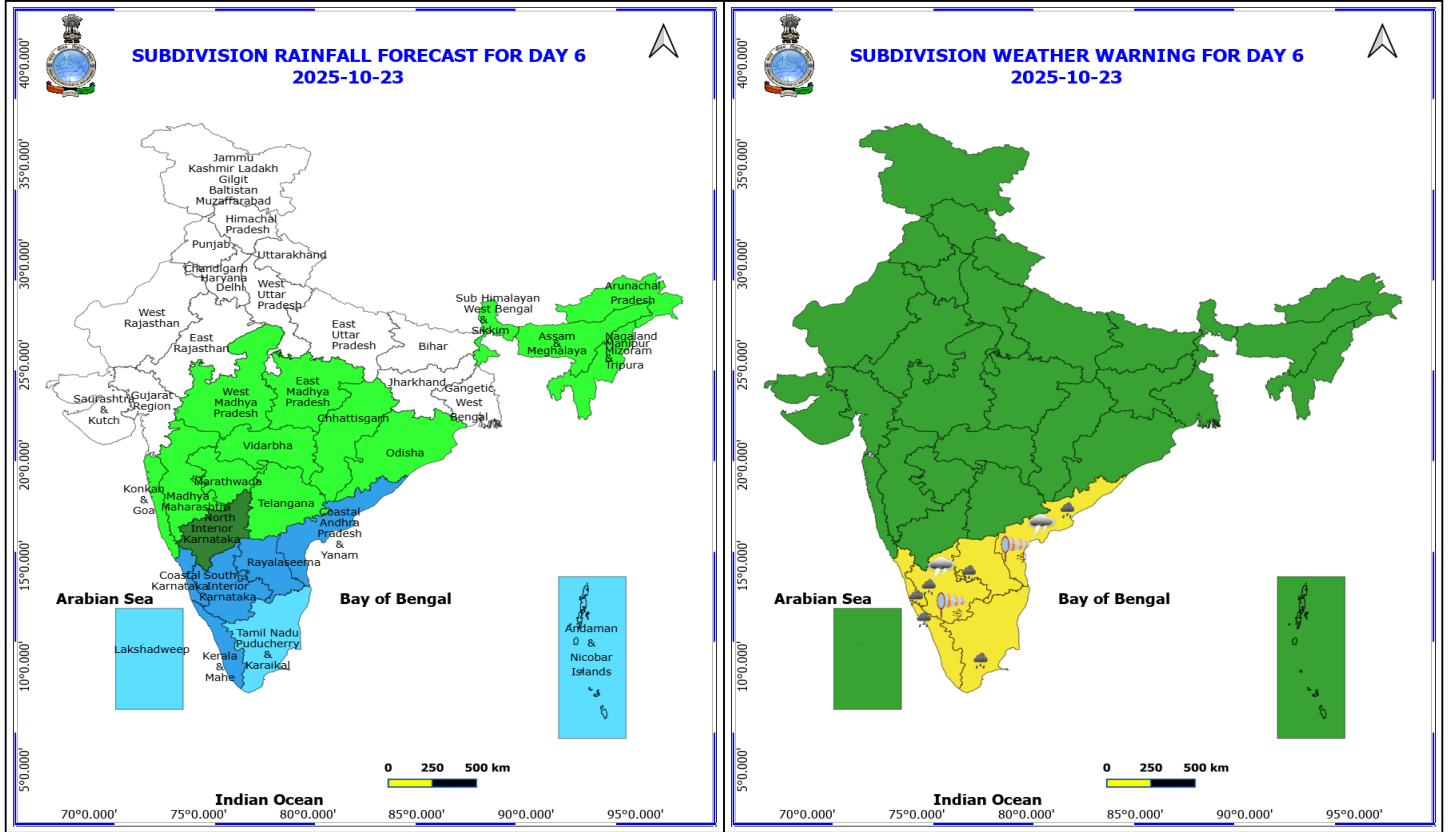 SUBDIVISION RAINFALL FORECAST FOR DAY 6
2025-10-23
40°0.000'
35°0.000'
30°0.000'
25°0.000'
20°0.000'
15°0.000'
10°0.000'
5°0.000'
Jammu
Kashmir Ladakh
Gilgit
Baltistan
Muzaffarabad
Himachal
Pradesh
Punjab
Uttarakhand
Chandigarh
Haryana
Delhi
West
Uttar
Pradesh
West
Rajasthan
East
Rajasthan
East
Uttar
Pradesh
Bihar
Sub Himalayan
West Bengal
&
Sikkim
Arunachal
Pradesh
Assam
&
Meghalaya
Nagaland
Manipur
Mizoram
&
Tripura
Jharkhand
Gangetic
West
Bengal
Saurashtra
&
Kutch
Gujarat
Region
West
Madhya
Pradesh
East
Madhya
Pradesh
Chhattisgarh
Vidarbha
Odisha
Konkan
&
Goa
Madhya
Maharashtra
Marathwada
Telangana
North
Interior
Karnataka
Coastal
Andhra
Pradesh
&
Yanam
Rayalaseema
Coastal
Karnataka
South
Interior
Karnataka
Arabian Sea
Bay of Bengal
Lakshadweep
Kerala
&
Mahe
Tamil Nadu
Puducherry
&
Karaikal
Andaman
&
Nicobar
Islands
0 250 500 km
Indian Ocean
70°0.000' 75°0.000' 80°0.000' 85°0.000' 90°0.000' 95°0.000'
SUBDIVISION WEATHER WARNING FOR DAY 6
2025-10-23
40°0.000'
35°0.000'
30°0.000'
25°0.000'
20°0.000'
15°0.000'
10°0.000'
5°0.000'
Arabian Sea
Bay of Bengal
0 250 500 km
Indian Ocean
70°0.000' 75°0.000' 80°0.000' 85°0.000' 90°0.000' 95°0.000'